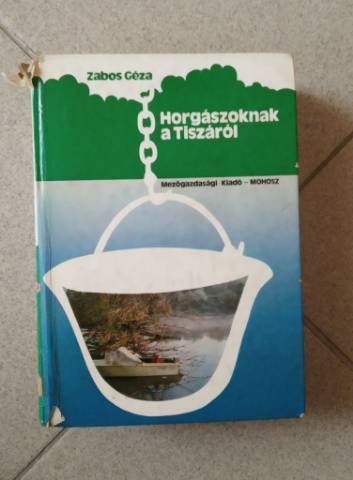 Zabos Géza
Horgászoknak
a Tiszáról
Mezőgazdasági Kiadó - MOHOSZ